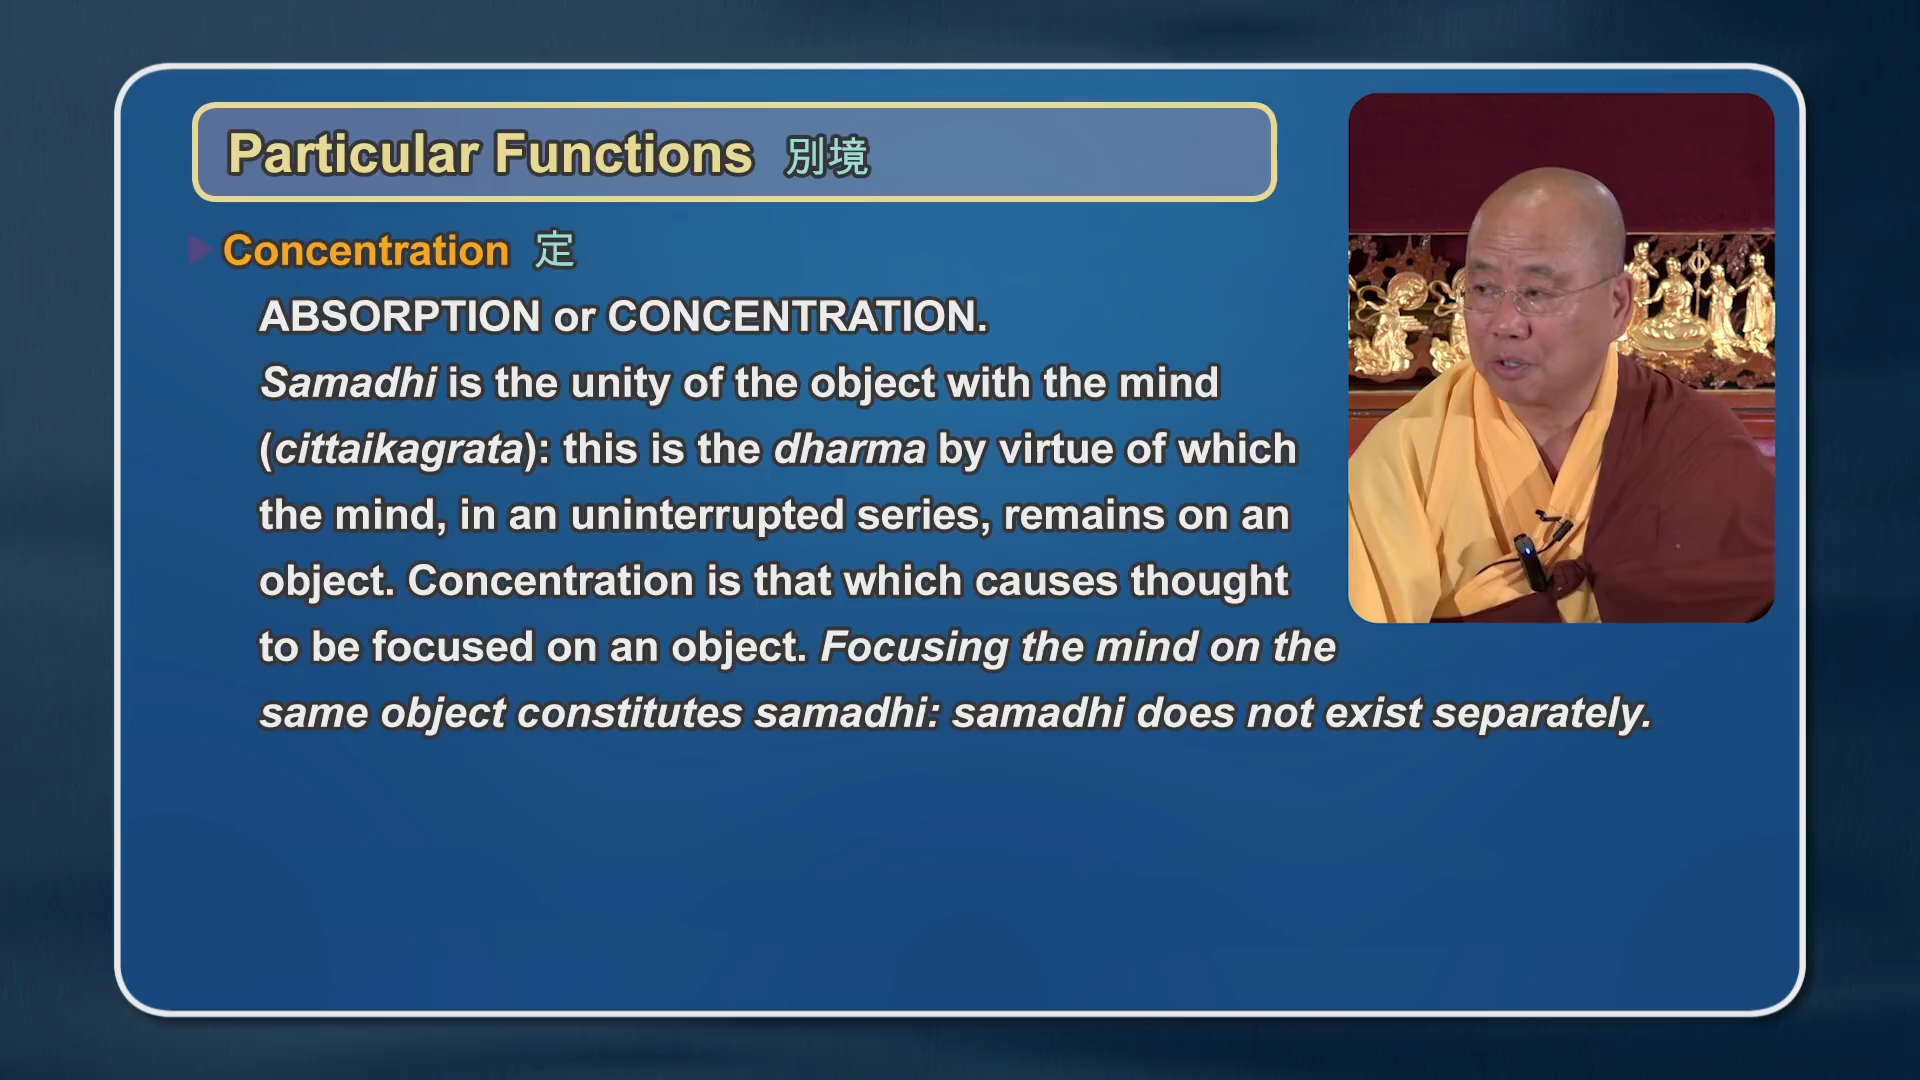 Particular Functions 別境
Concentration 定
ABSORPTION or CONCENTRATION.
Samadhi is the unity of the object with the mind
(cittaikagrata): this is the dharma by virtue of which
the mind, in an uninterrupted series, remains on an
object. Concentration is that which causes thought
to be focused on an object. Focusing the mind on the
same object constitutes samadhi: samadhi does not exist separately.